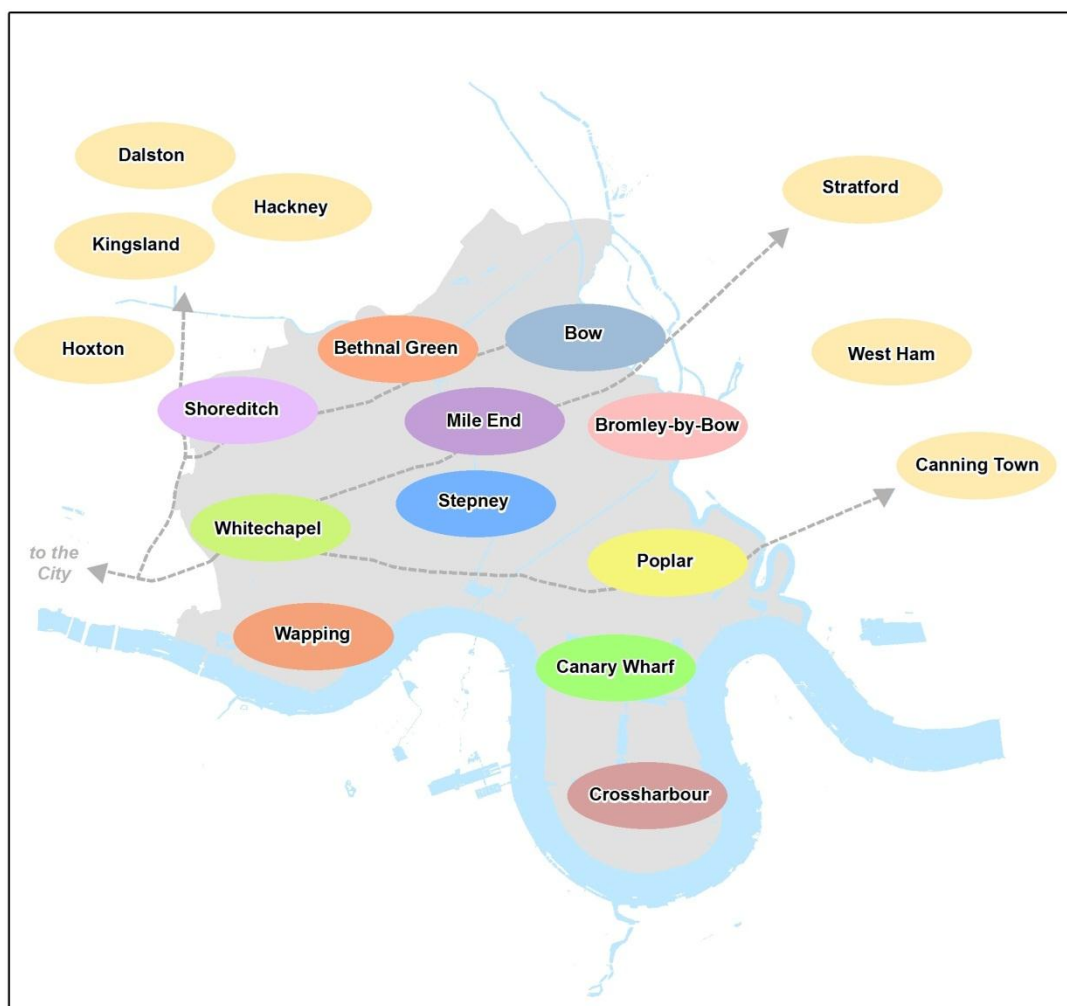 Dalston
Hackney
Stratford
Kingsland
Hoxton
Bethnal Green
Bow
West Ham
Shoreditch
Mile End
Bromley-by-Bow
Canning Town
Stepney
Whitechapel
to the
City
Poplar
Wapping
Canary Wharf
Crossharbour